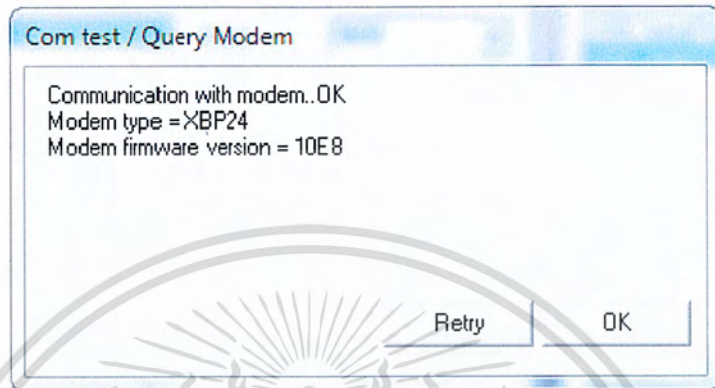 Com test / Query Modem
Communication with modem..OK
Modem type =XBP24
Modem firmware version = 10E8
Retry
OK